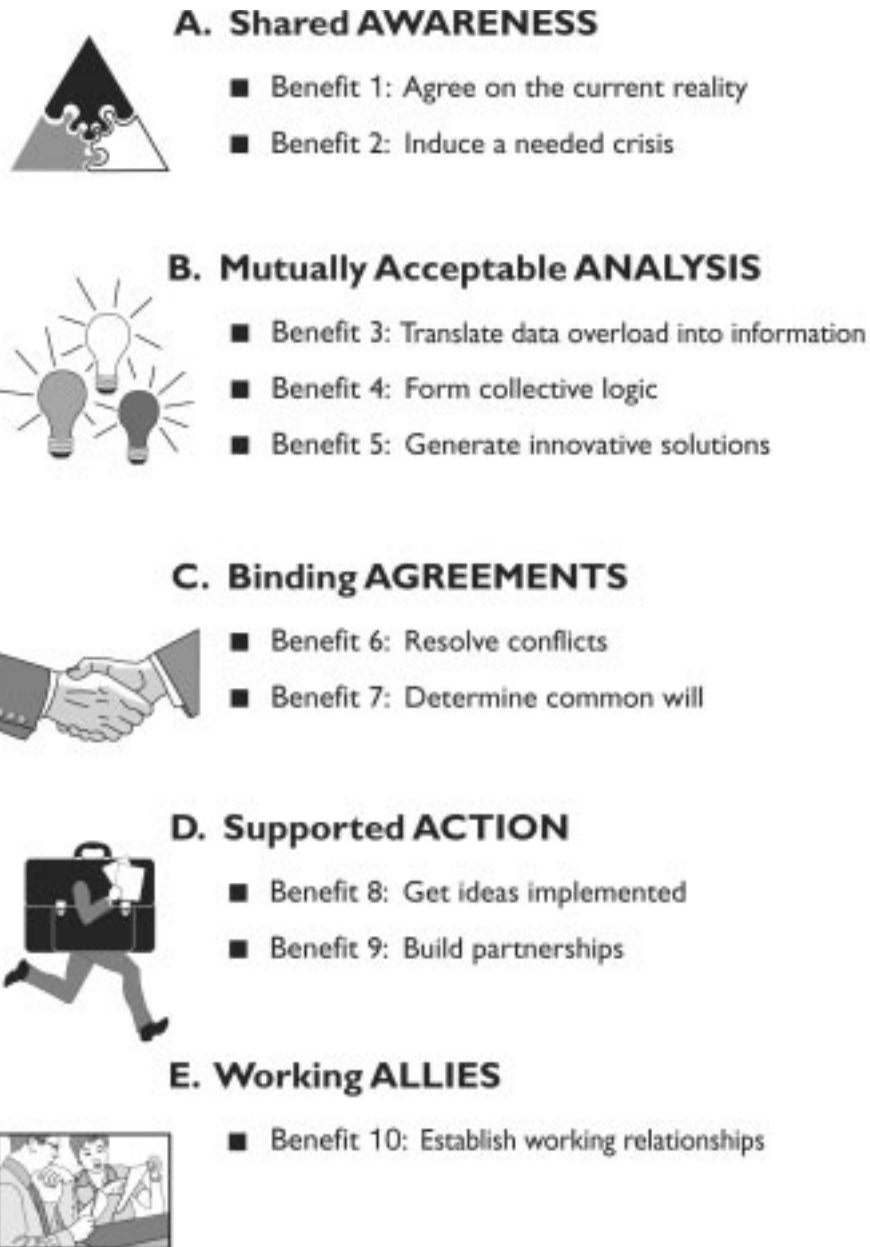 A. Shared AWARENESS
■ Benefit 1: Agree on the current reality
■ Benefit 2: Induce a needed crisis
B. Mutually Acceptable ANALYSIS
■ Benefit 3: Translate data overload into information
■ Benefit 4: Form collective logic
■ Benefit 5: Generate innovative solutions
C. Binding AGREEMENTS
■ Benefit 6: Resolve conflicts
■ Benefit 7: Determine common will
D. Supported ACTION
■ Benefit 8: Get ideas implemented
■ Benefit 9: Build partnerships
E. Working ALLIES
■ Benefit 10: Establish working relationships